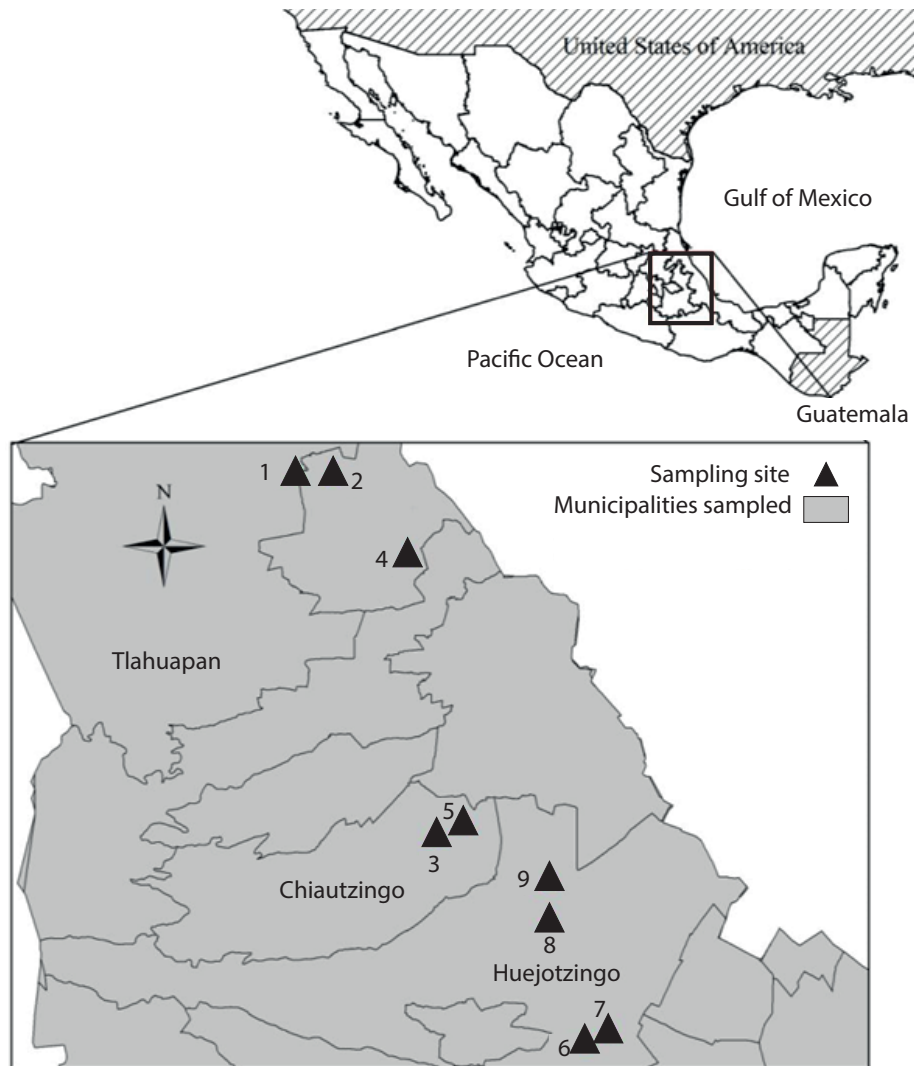 United States of America
Gulf of Mexico
Pacific Ocean
Guatemala
1
2
Sampling site
N
Municipalities sampled
4
Tlahuapan
5
3
9
Chiautzingo
8
Huejotzingo
7
6